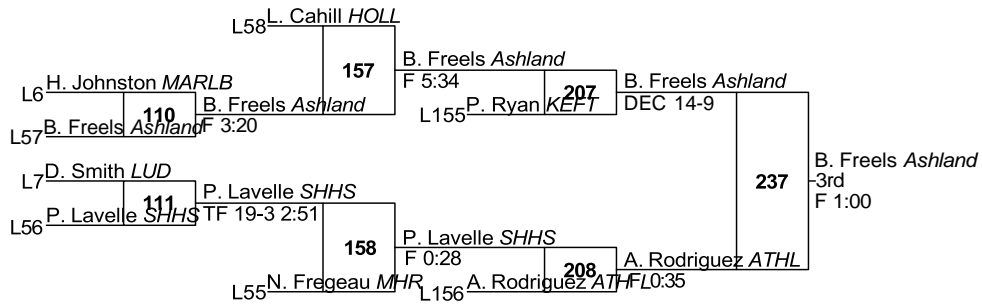 L. Cahill HOLL
L58
157
B. Freels Ashland
F 5:34
H. Johnston MARLB
L6
110
B. Freels Ashland
F 3:20
L57
B. Freels Ashland
207
P. Ryan KEFT
L155
B. Freels Ashland
DEC 14-9
D. Smith LUD
L7
111
P. Lavelle SHHS
TF 19-3 2:51
P. Lavelle SHHS
L56
158
P. Lavelle SHHS
F 0:28
N. Fregeau MHR
L55
208
A. Rodriguez ATHL
L156
A. Rodriguez ATHL
F 0:35
237
B. Freels Ashland
3rd
F 1:00